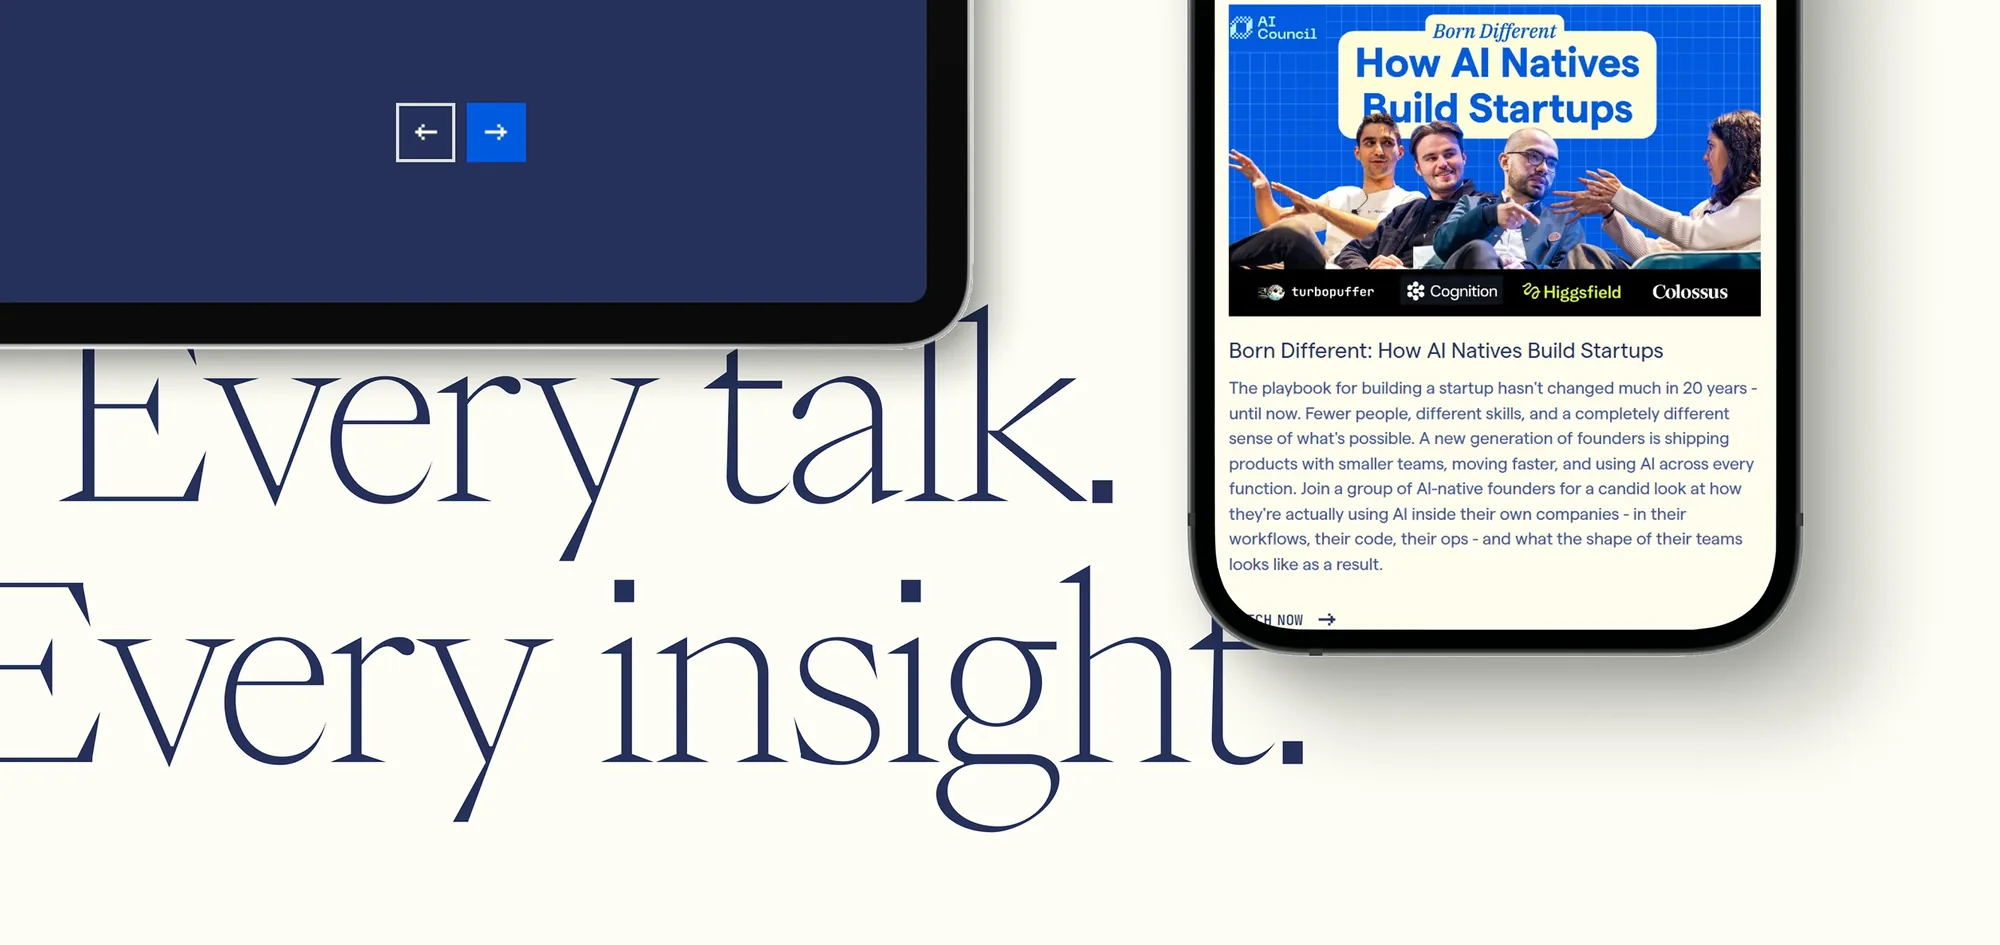 Every talk.
Every insight.
AI
Council
Born Different
How AI Natives
Build Startups
turbopuffer
Cognition
Higgsfield
Colossus
Born Different: How AI Natives Build Startups
The playbook for building a startup hasn't changed much in 20 years -
until now. Fewer people, different skills, and a completely different
sense of what's possible. A new generation of founders is shipping
products with smaller teams, moving faster, and using AI across every
function. Join a group of AI-native founders for a candid look at how
they're actually using AI inside their own companies - in their
workflows, their code, their ops - and what the shape of their teams
looks like as a result.
NOW